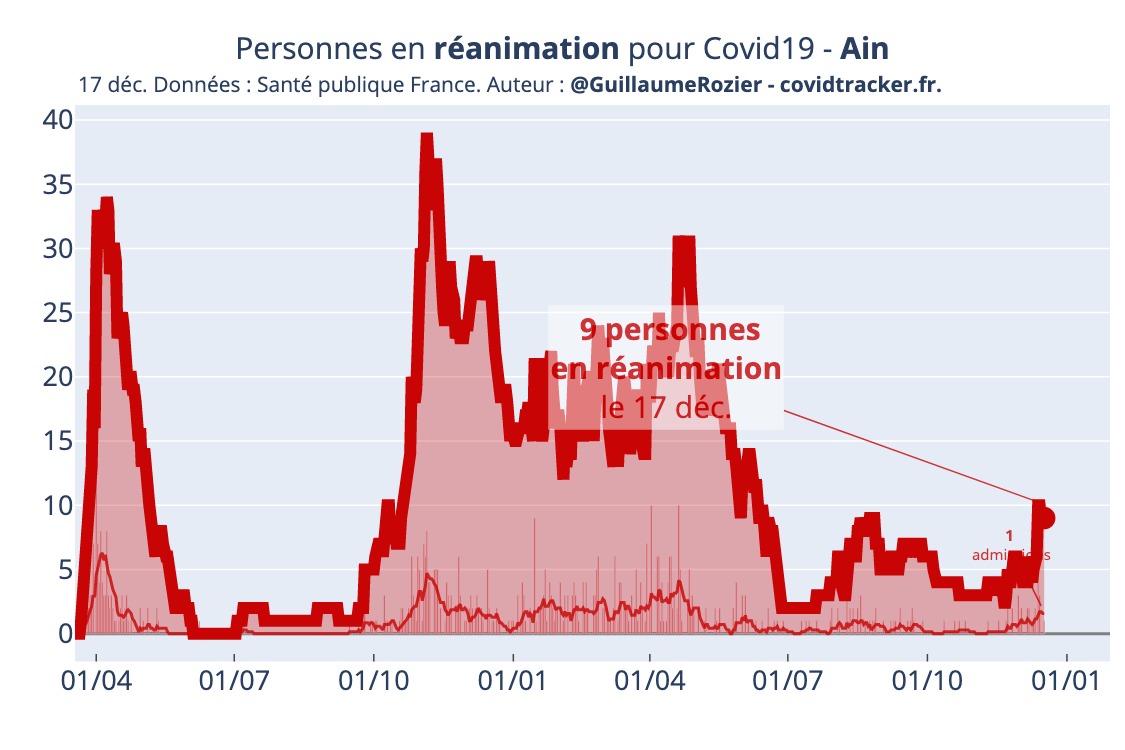 Personnes en réanimation pour Covid19 - Ain
17 déc. Données : Santé publique France. Auteur : @GuillaumeRozier - covidtracker.fr.
40
35
30
25
20
15
10
5
0
9 personnes
en réanimation
le 17 déc.
1
admissions
01/04 01/07 01/10 01/01 01/04 01/07 01/10 01/01